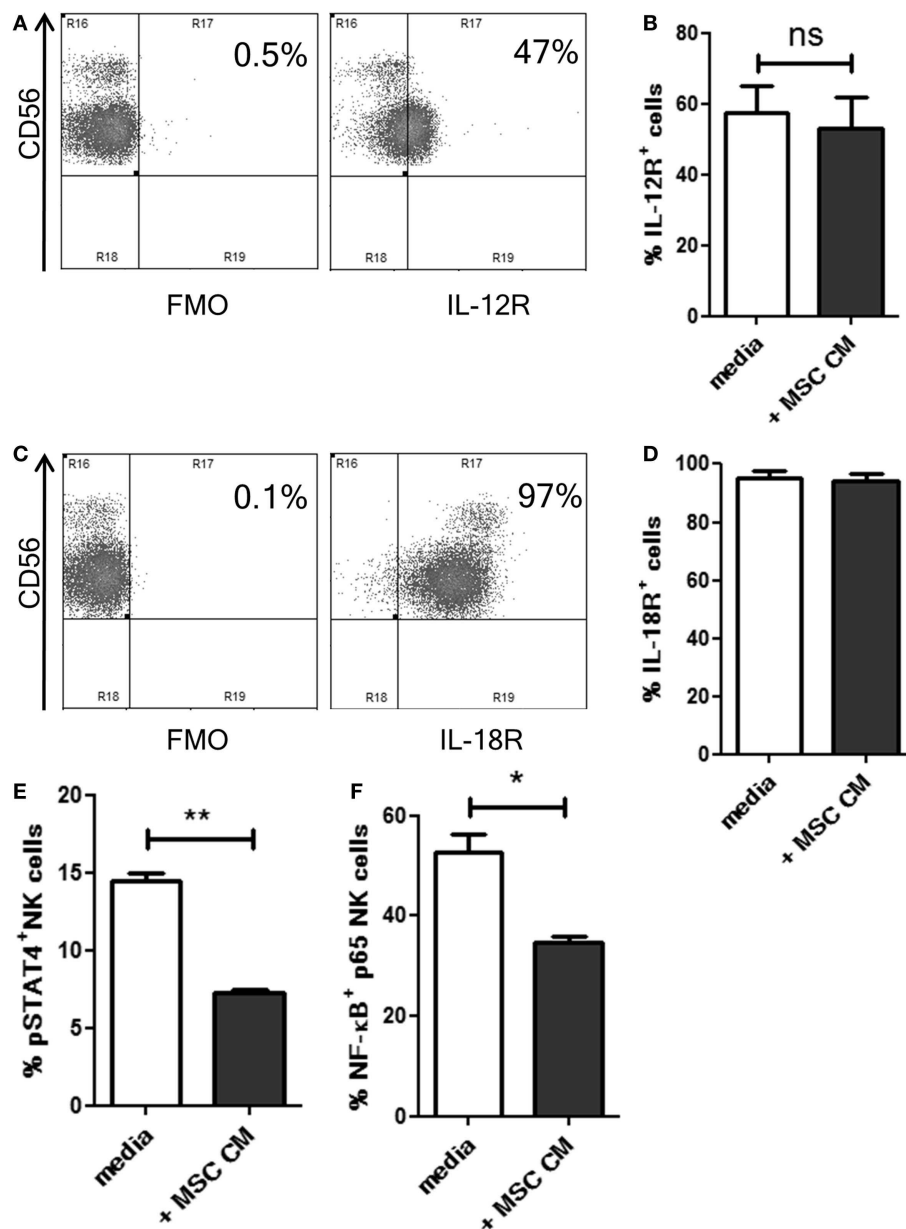 A
CD56
R16
R17
0.5%
R18
R19
FMO
R16
R17
47%
R18
R19
IL-12R
B
% IL-12R+ cells
80
60
40
20
0
ns
media
+ MSC CM
C
CD56
R16
R17
0.1%
R18
R19
FMO
R16
R17
97%
R18
R19
IL-18R
D
% IL-18R+ cells
100
80
60
40
20
0
media
+ MSC CM
E
% pSTAT4+NK cells
20
15
10
5
0
**
media
+ MSC CM
F
% NF-κB+ p65 NK cells
60
40
20
0
*
media
+ MSC CM